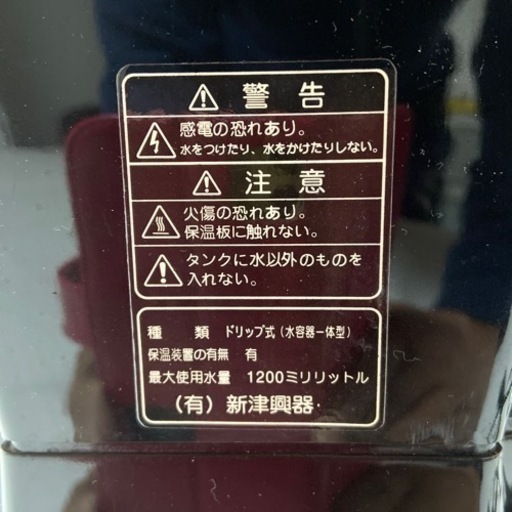 警告
感電の恐れあり。
水をつけたり、水をかけたりしない。
注意
火傷の恐れあり。
保温板に触れない。
タンクに水以外のものを
入れない。
種 類 ドリップ式(水容器一体型)
保温装置の有無 有
最大使用水量 1200ミリリットル
(有)新津興器